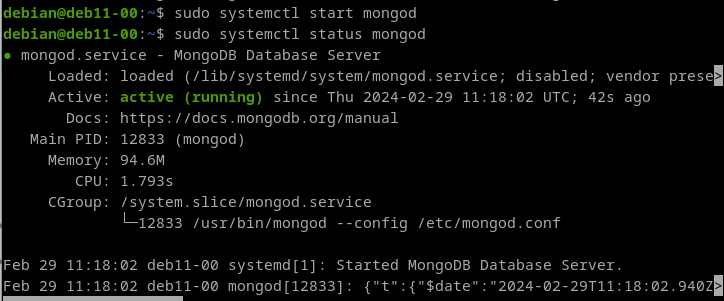 debian@deb11-00:~$ sudo systemctl start mongod
debian@deb11-00:~$ sudo systemctl status mongod
● mongod.service - MongoDB Database Server
     Loaded: loaded (/lib/systemd/system/mongod.service; disabled; vendor prese>
     Active: active (running) since Thu 2024-02-29 11:18:02 UTC; 42s ago
       Docs: https://docs.mongodb.org/manual
   Main PID: 12833 (mongod)
     Memory: 94.6M
        CPU: 1.793s
     CGroup: /system.slice/mongod.service
             └─12833 /usr/bin/mongod --config /etc/mongod.conf

Feb 29 11:18:02 deb11-00 systemd[1]: Started MongoDB Database Server.
Feb 29 11:18:02 deb11-00 mongod[12833]: {"t":{"$date":"2024-02-29T11:18:02.940Z>